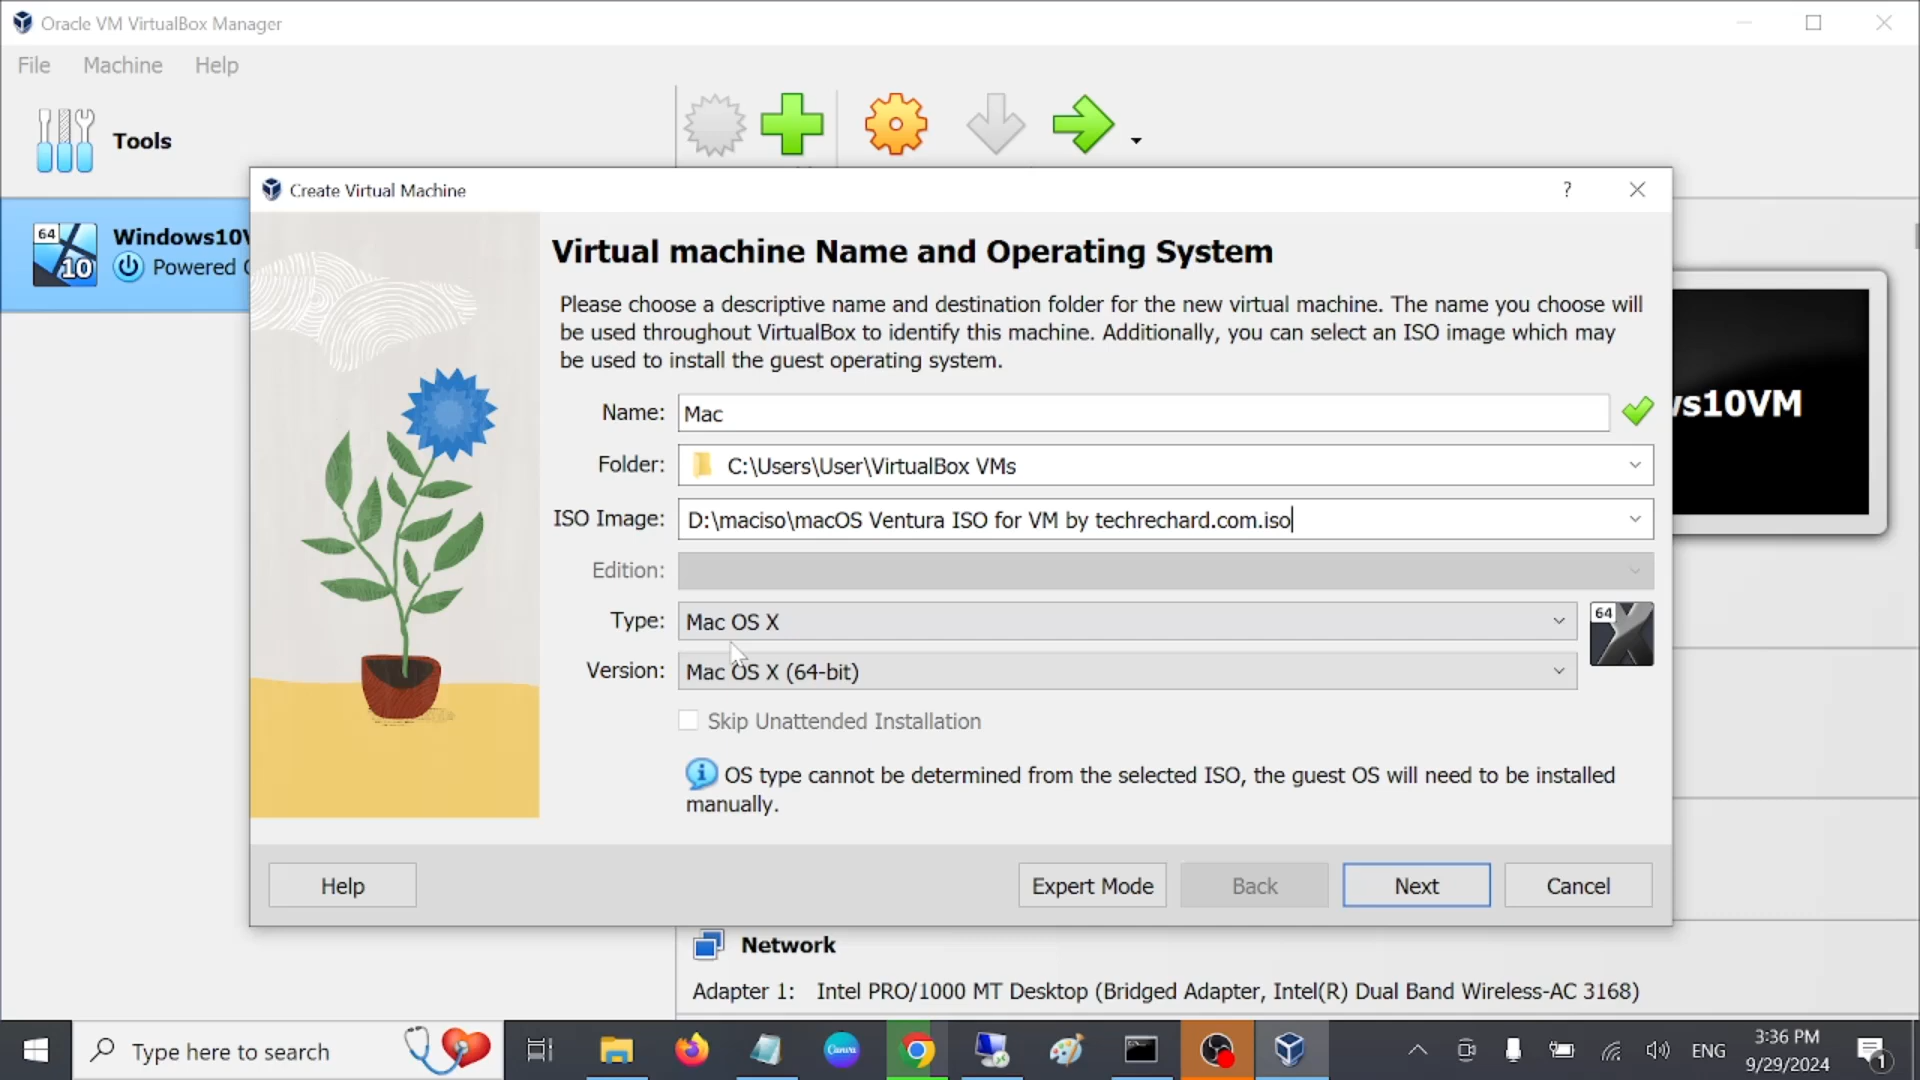 Oracle VM VirtualBox Manager
File Machine Help
Tools
64 Windows10V
10 Powered
Create Virtual Machine ?
Virtual machine Name and Operating System
Please choose a descriptive name and destination folder for the new virtual machine. The name you choose will
be used throughout VirtualBox to identify this machine. Additionally, you can select an ISO image which may
be used to install the guest operating system.
Name: Mac
Folder: C:\Users\User\VirtualBox VMs
ws10VM
ISO Image: D:\maciso\macOS Ventura ISO for VM by techrechard.com.iso
Edition:
Type: Mac OS X 64
Version: Mac OS X (64-bit)
Skip Unattended Installation
OS type cannot be determined from the selected ISO, the guest OS will need to be installed
manually.
Help Expert Mode Back Next Cancel
Network
Adapter 1: Intel PRO/1000 MT Desktop (Bridged Adapter, Intel(R) Dual Band Wireless-AC 3168)
Type here to search Canva ENG 3:36 PM
9/29/2024 1